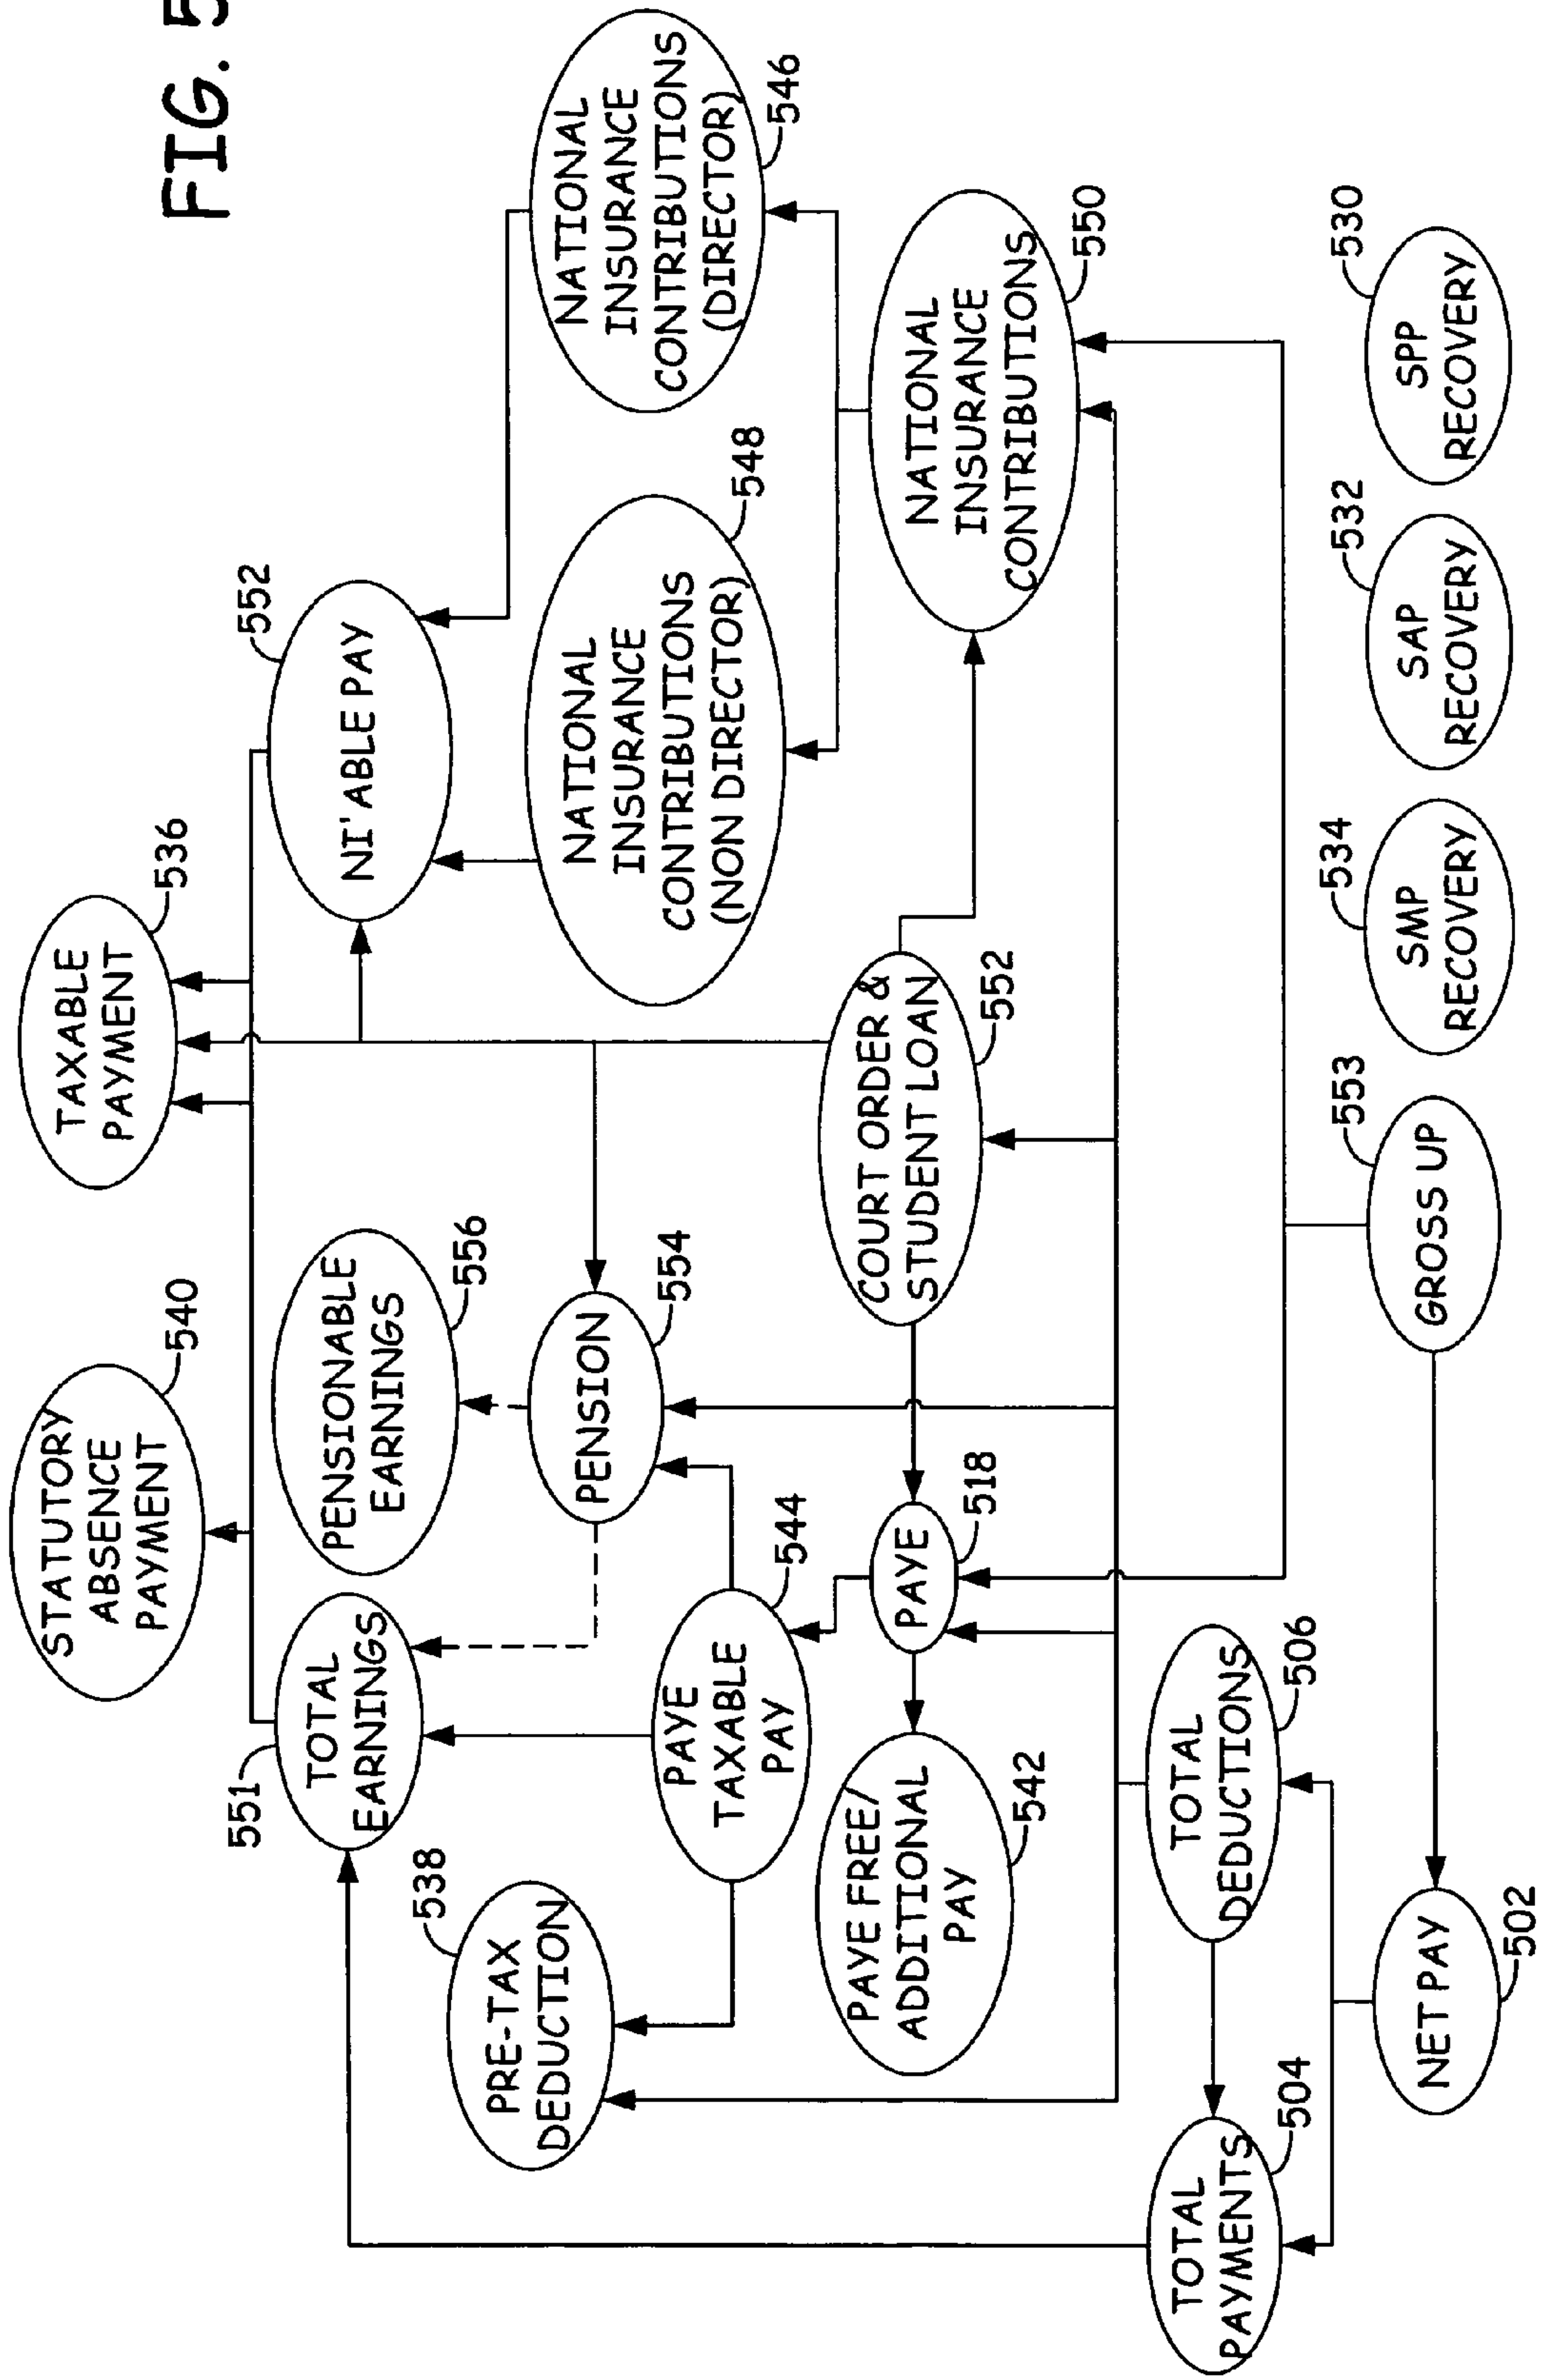 FIG. 5
STATUTORY
ABSENCE
PAYMENT
540
TAXABLE
PAYMENT
536
551
TOTAL
EARNINGS
PENSIONABLE
EARNINGS
556
NI'ABLE PAY
552
538
PRE-TAX
DEDUCTION
PENSION
554
NATIONAL
INSURANCE
CONTRIBUTIONS
(NON DIRECTOR)
548
NATIONAL
INSURANCE
CONTRIBUTIONS
(DIRECTOR)
546
PAYE
TAXABLE
PAY
544
PAYE FREE/
ADDITIONAL
PAY
542
PAYE
518
COURT ORDER &
STUDENT LOAN
552
NATIONAL
INSURANCE
CONTRIBUTIONS
550
TOTAL
PAYMENTS
504
TOTAL
DEDUCTIONS
506
NET PAY
502
GROSS UP
553
SMP
RECOVERY
534
SAP
RECOVERY
532
SPP
RECOVERY
530